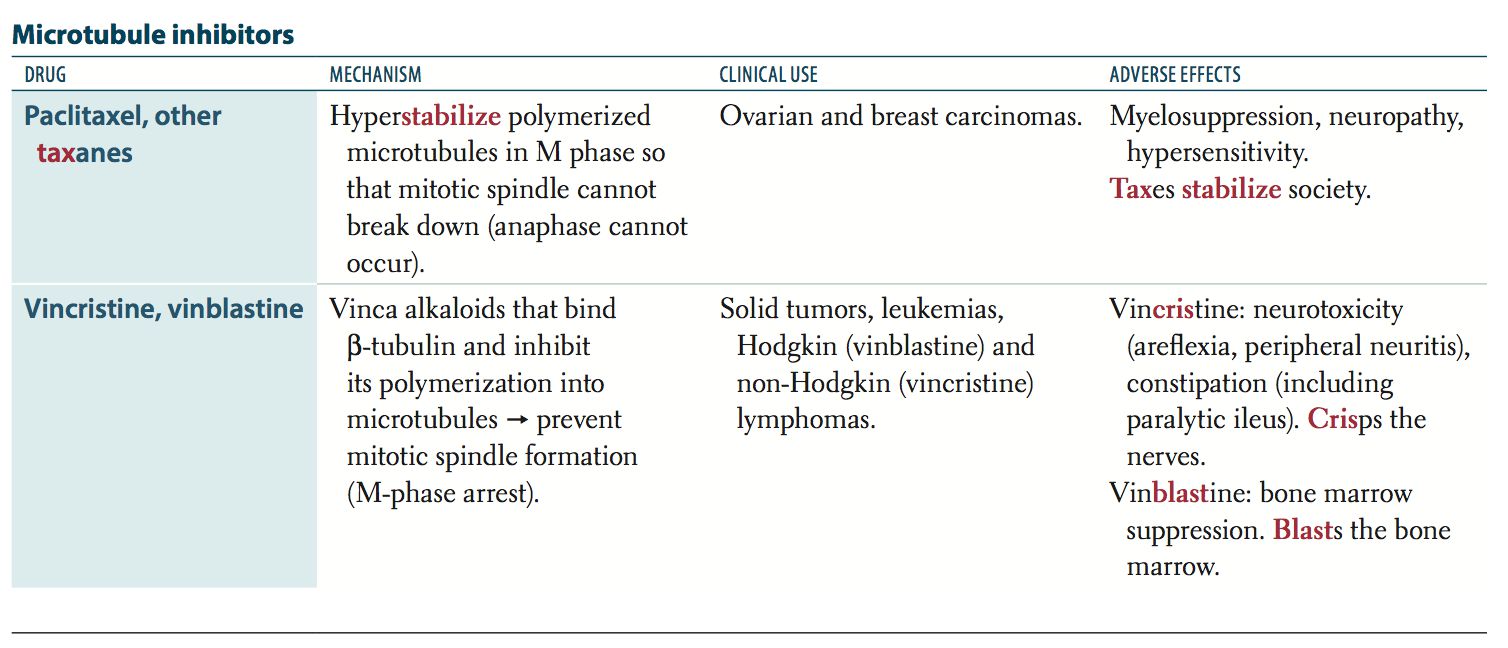 Microtubule inhibitors
DRUG
MECHANISM
CLINICAL USE
ADVERSE EFFECTS
Paclitaxel, other
taxanes
Hyperstabilize polymerized
microtubules in M phase so
that mitotic spindle cannot
break down (anaphase cannot
occur).
Ovarian and breast carcinomas.
Myelosuppression, neuropathy,
hypersensitivity.
Taxes stabilize society.
Vincristine, vinblastine
Vinca alkaloids that bind
β-tubulin and inhibit
its polymerization into
microtubules → prevent
mitotic spindle formation
(M-phase arrest).
Solid tumors, leukemias,
Hodgkin (vinblastine) and
non-Hodgkin (vincristine)
lymphomas.
Vincristine: neurotoxicity
(areflexia, peripheral neuritis),
constipation (including
paralytic ileus). Crisps the
nerves.
Vinblastine: bone marrow
suppression. Blasts the bone
marrow.